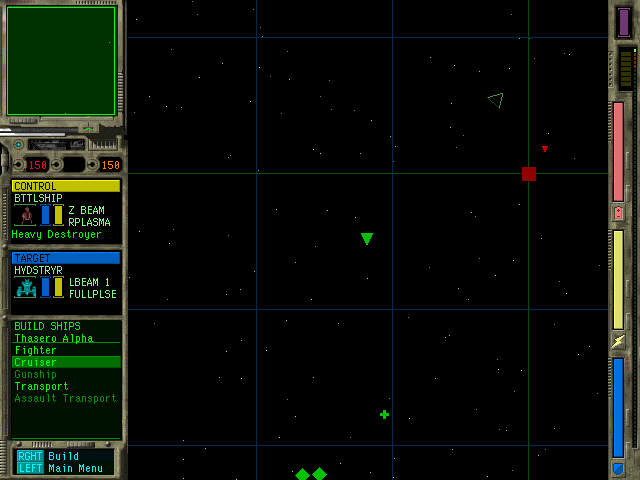 150 150
CONTROL
BTTLSHIP
Z BEAM
RPLASMA
Heavy Destroyer
TARGET
HVDSTRYR
LBEAM 1
FULLPLSE
BUILD SHIPS
Thasero Alpha
Fighter
Cruiser
Gunship
Transport
Assault Transport
RGHT Build
LEFT Main Menu